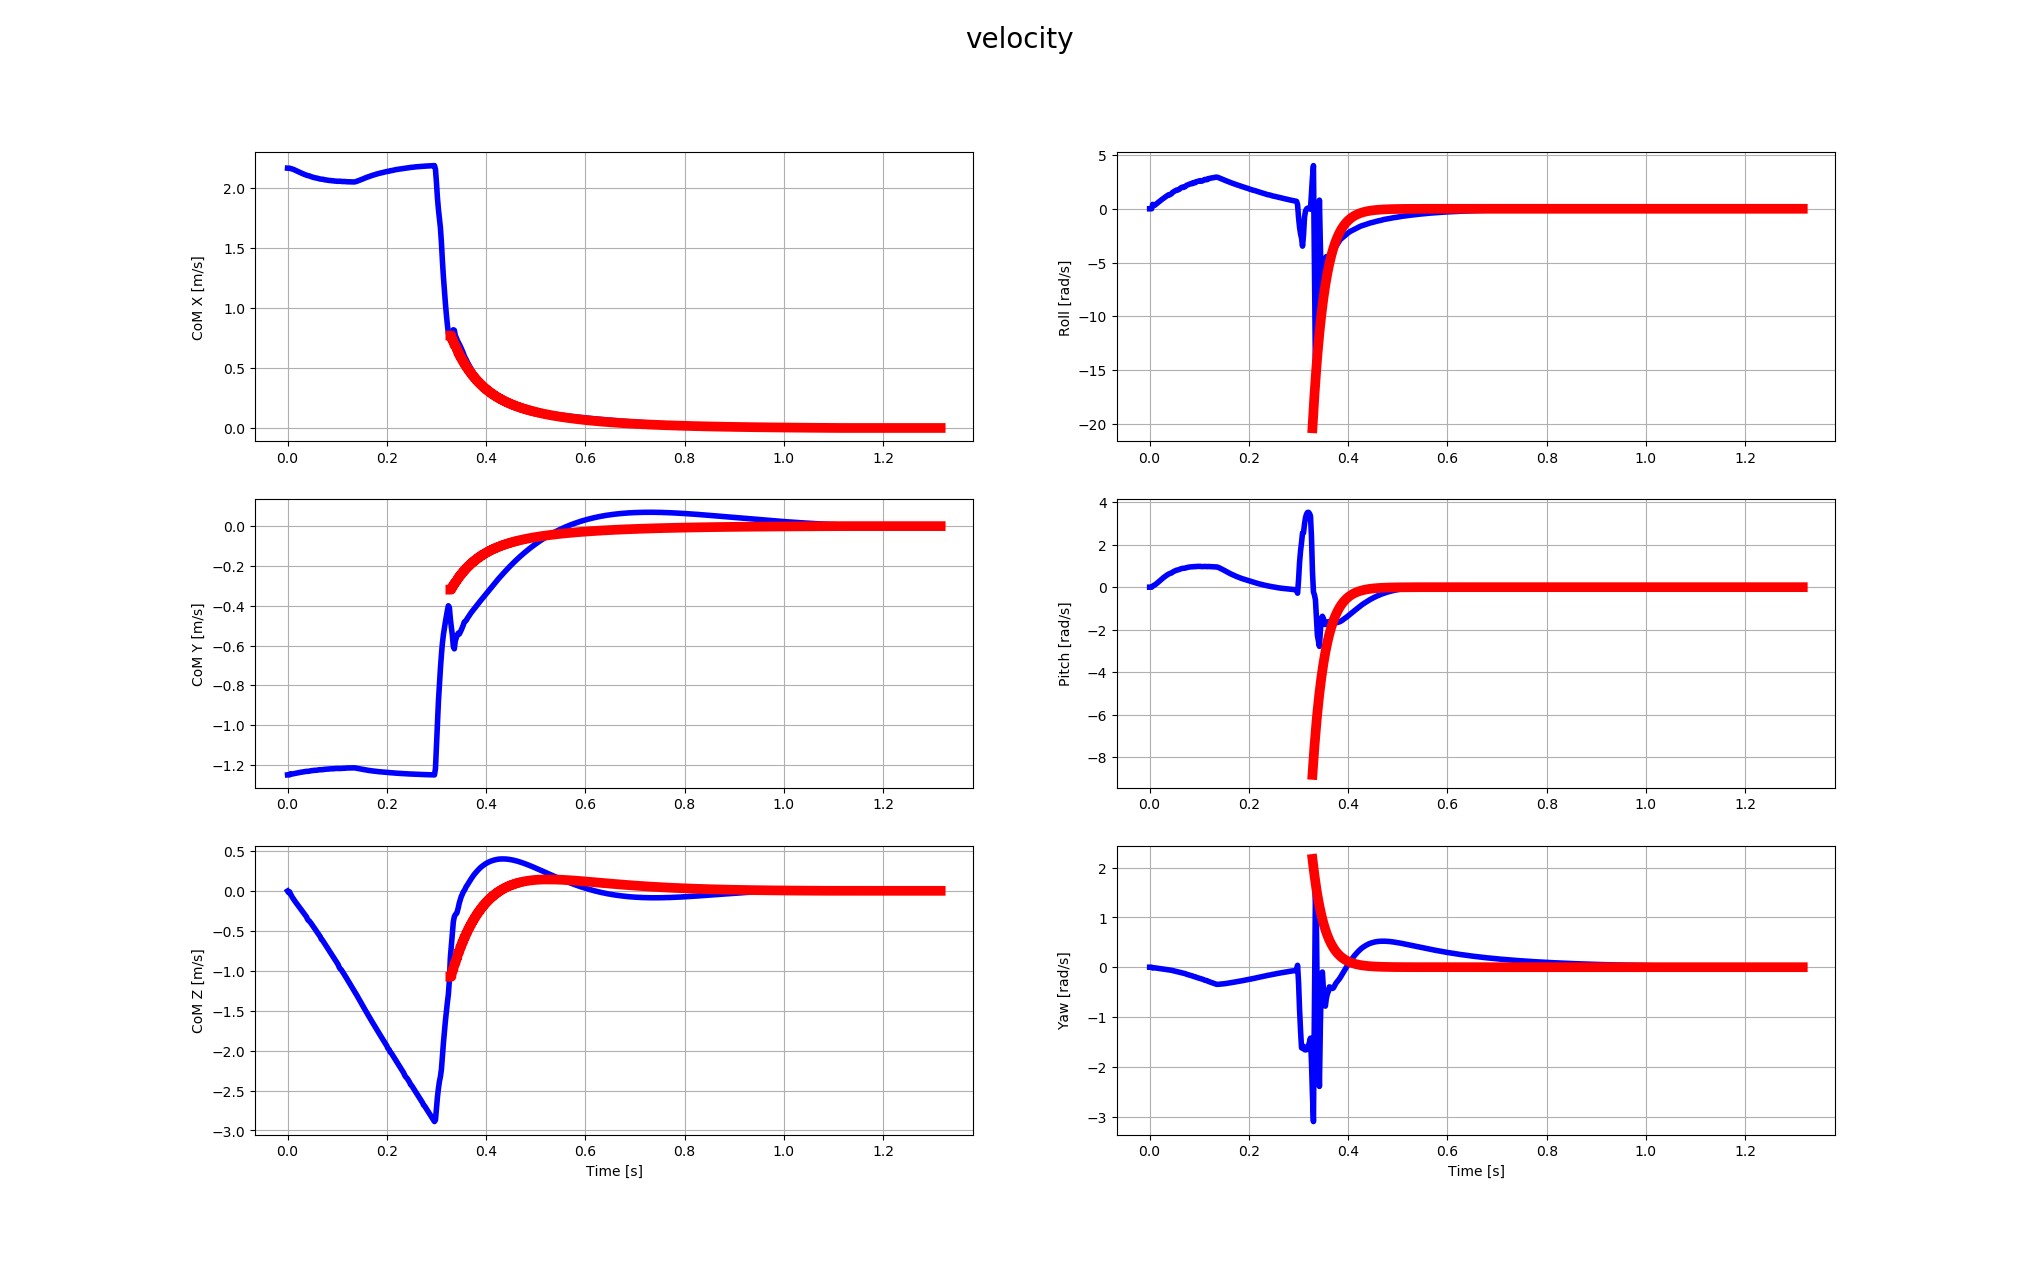 velocity
CoM X [m/s]
2.0
1.5
1.0
0.5
0.0
0.0 0.2 0.4 0.6 0.8 1.0 1.2
Roll [rad/s]
5
0
−5
−10
−15
−20
0.0 0.2 0.4 0.6 0.8 1.0 1.2
CoM Y [m/s]
0.0
−0.2
−0.4
−0.6
−0.8
−1.0
−1.2
0.0 0.2 0.4 0.6 0.8 1.0 1.2
Pitch [rad/s]
4
2
0
−2
−4
−6
−8
0.0 0.2 0.4 0.6 0.8 1.0 1.2
CoM Z [m/s]
0.5
0.0
−0.5
−1.0
−1.5
−2.0
−2.5
−3.0
0.0 0.2 0.4 0.6 0.8 1.0 1.2
Time [s]
Yaw [rad/s]
2
1
0
−1
−2
−3
0.0 0.2 0.4 0.6 0.8 1.0 1.2
Time [s]